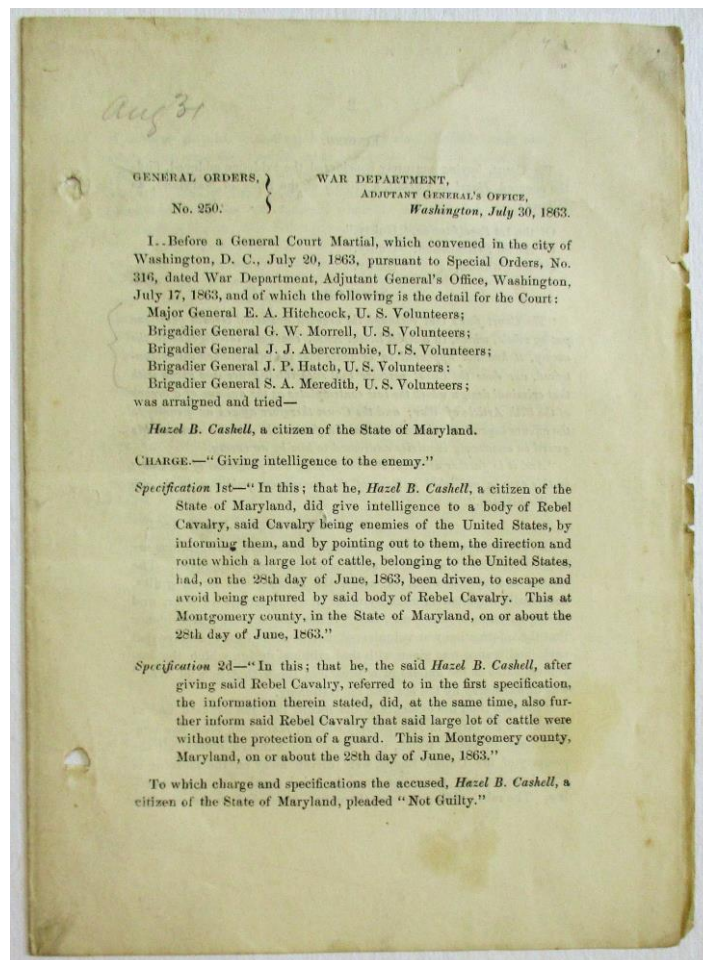 Aug 31
GENERAL ORDERS,
No. 250.
WAR DEPARTMENT,
ADJUTANT GENERAL'S OFFICE,
Washington, July 30, 1863.
I..Before a General Court Martial, which convened in the city of
Washington, D. C., July 20, 1863, pursuant to Special Orders, No.
316, dated War Department, Adjutant General's Office, Washington,
July 17, 1863, and of which the following is the detail for the Court:
Major General E. A. Hitchcock, U. S. Volunteers;
Brigadier General G. W. Morrell, U. S. Volunteers;
Brigadier General J. J. Abercrombie, U. S. Volunteers;
Brigadier General J. P. Hatch, U. S. Volunteers:
Brigadier General S. A. Meredith, U. S. Volunteers;
was arraigned and tried—
Hazel B. Cashell, a citizen of the State of Maryland.
CHARGE.—"Giving intelligence to the enemy."
Specification 1st—"In this; that he, Hazel B. Cashell, a citizen of the
State of Maryland, did give intelligence to a body of Rebel
Cavalry, said Cavalry being enemies of the United States, by
informing them, and by pointing out to them, the direction and
route which a large lot of cattle, belonging to the United States,
had, on the 28th day of June, 1863, been driven, to escape and
avoid being captured by said body of Rebel Cavalry. This at
Montgomery county, in the State of Maryland, on or about the
28th day of June, 1863."
Specification 2d—"In this; that he, the said Hazel B. Cashell, after
giving said Rebel Cavalry, referred to in the first specification,
the information therein stated, did, at the same time, also fur-
ther inform said Rebel Cavalry that said large lot of cattle were
without the protection of a guard. This in Montgomery county,
Maryland, on or about the 28th day of June, 1863."
To which charge and specifications the accused, Hazel B. Cashell, a
citizen of the State of Maryland, pleaded "Not Guilty."